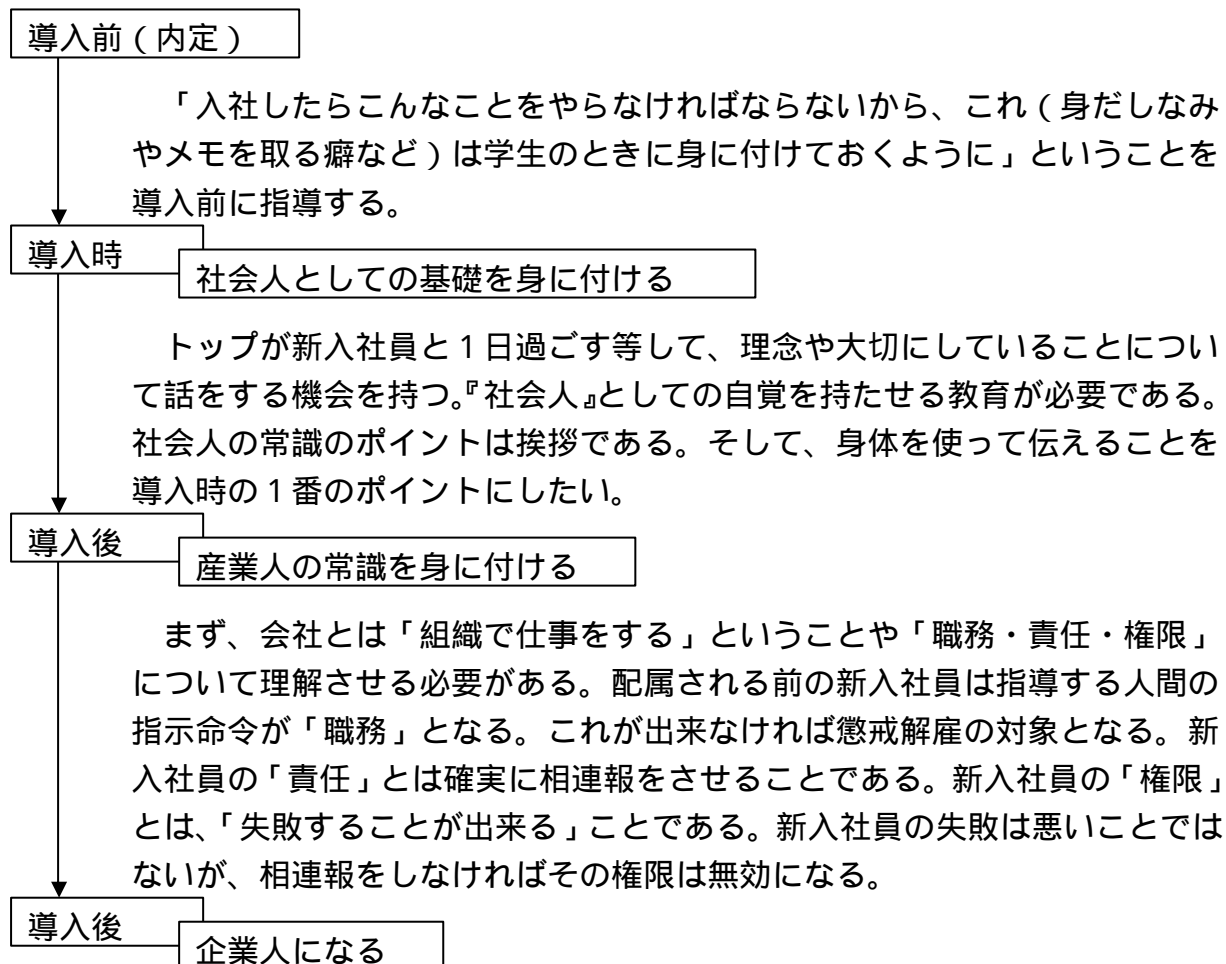 導入前（内定）
「入社したらこんなことをやらなければならないから、これ（身だしなみ
やメモを取る癖など）は学生のときに身に付けておくように」ということを
導入前に指導する。
導入時
社会人としての基礎を身に付ける
トップが新入社員と１日過ごす等して、理念や大切にしていることについ
て話をする機会を持つ。『社会人』としての自覚を持たせる教育が必要である。
社会人の常識のポイントは挨拶である。そして、身体を使って伝えることを
導入時の１番のポイントにしたい。
導入後
産業人の常識を身に付ける
まず、会社とは「組織で仕事をする」ということや「職務・責任・権限」
について理解させる必要がある。配属される前の新入社員は指導する人間の
指示命令が「職務」となる。これが出来なければ懲戒解雇の対象となる。新
入社員の「責任」とは確実に相連報をさせることである。新入社員の「権限」
とは、「失敗することが出来る」ことである。新入社員の失敗は悪いことでは
ないが、相連報をしなければその権限は無効になる。
導入後
企業人になる